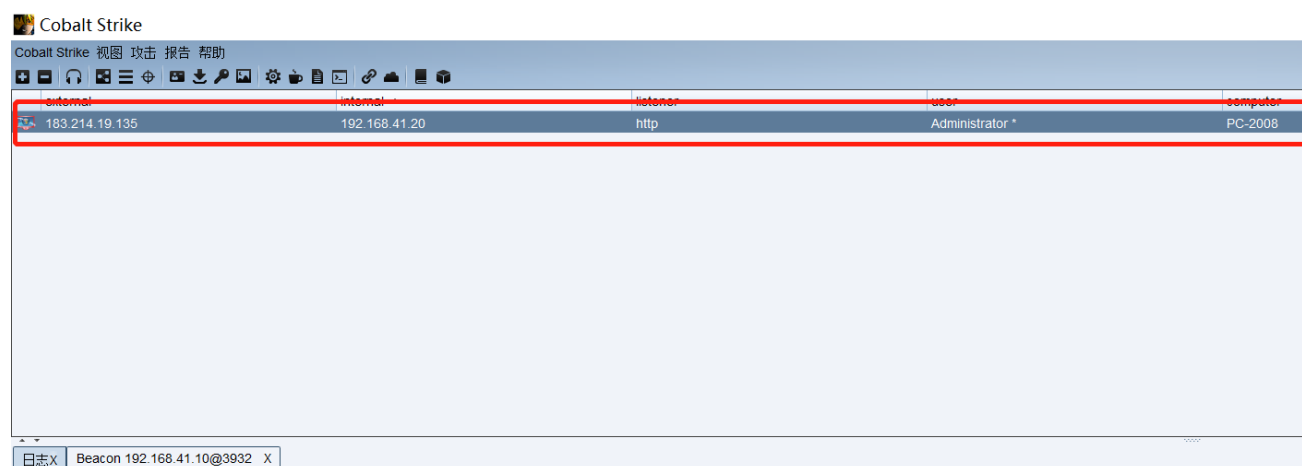 Cobalt Strike
Cobalt Strike 视图 攻击 报告 帮助
external internal listener user computer
183.214.19.135 192.168.41.20 http Administrator * PC-2008
日志X Beacon 192.168.41.10@3932 X